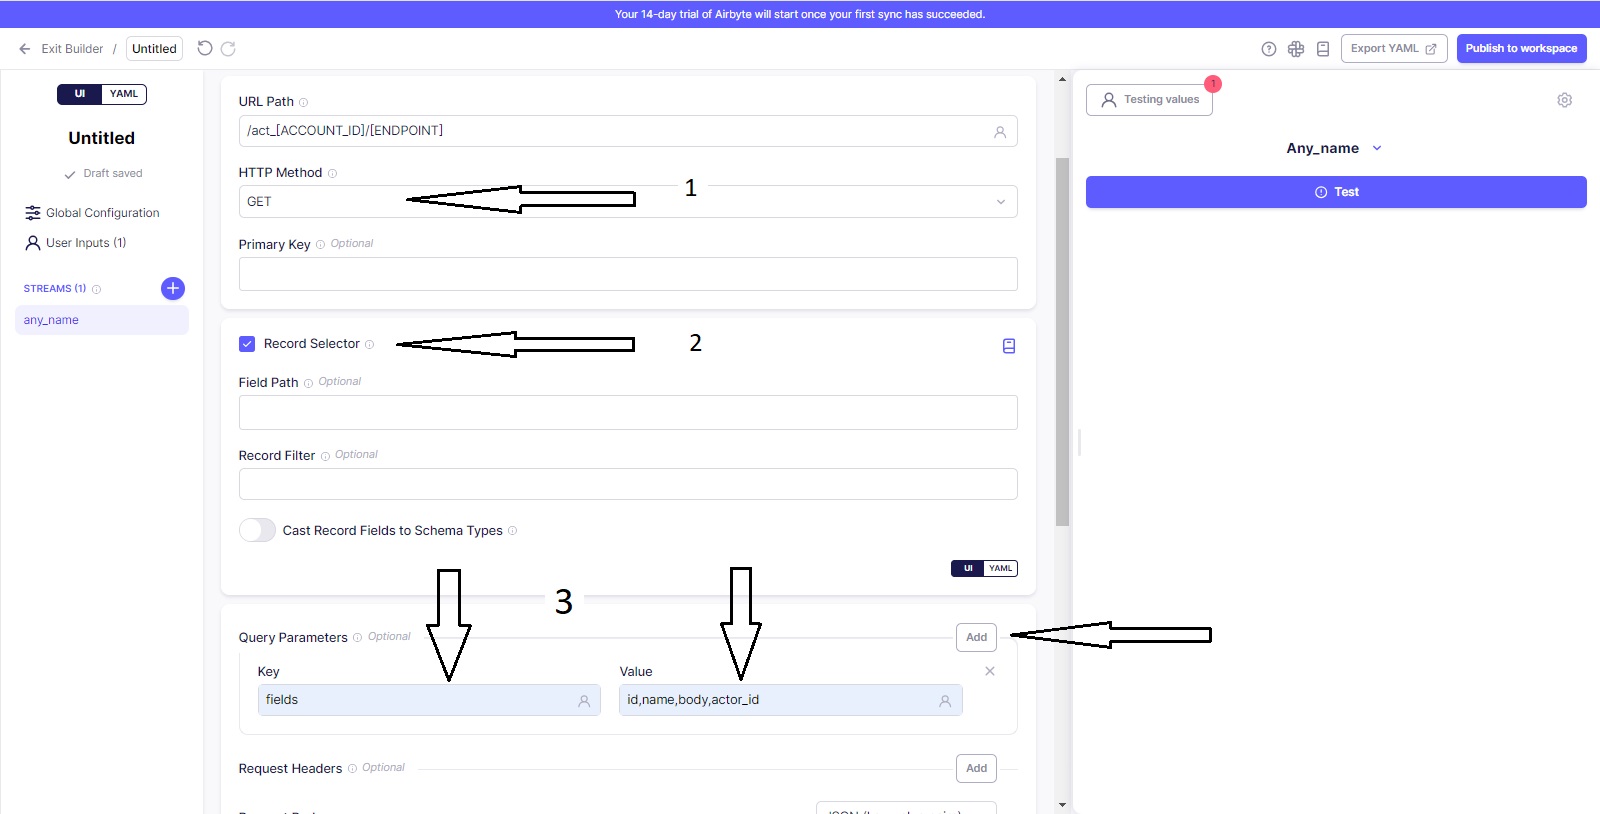 Your 14-day trial of Airbyte will start once your first sync has succeeded.
Exit Builder / Untitled
Export YAML
Publish to workspace
UI YAML
Untitled
Draft saved
Global Configuration
User Inputs (1)
STREAMS (1)
any_name
URL Path
/act_[ACCOUNT_ID]/[ENDPOINT]
HTTP Method
1
GET
Primary Key Optional
Record Selector
2
Field Path Optional
Record Filter Optional
Cast Record Fields to Schema Types
UI YAML
3
Query Parameters Optional
Add
Key Value
fields id,name,body,actor_id
Request Headers Optional
Add
Testing values
1
Any_name
Test